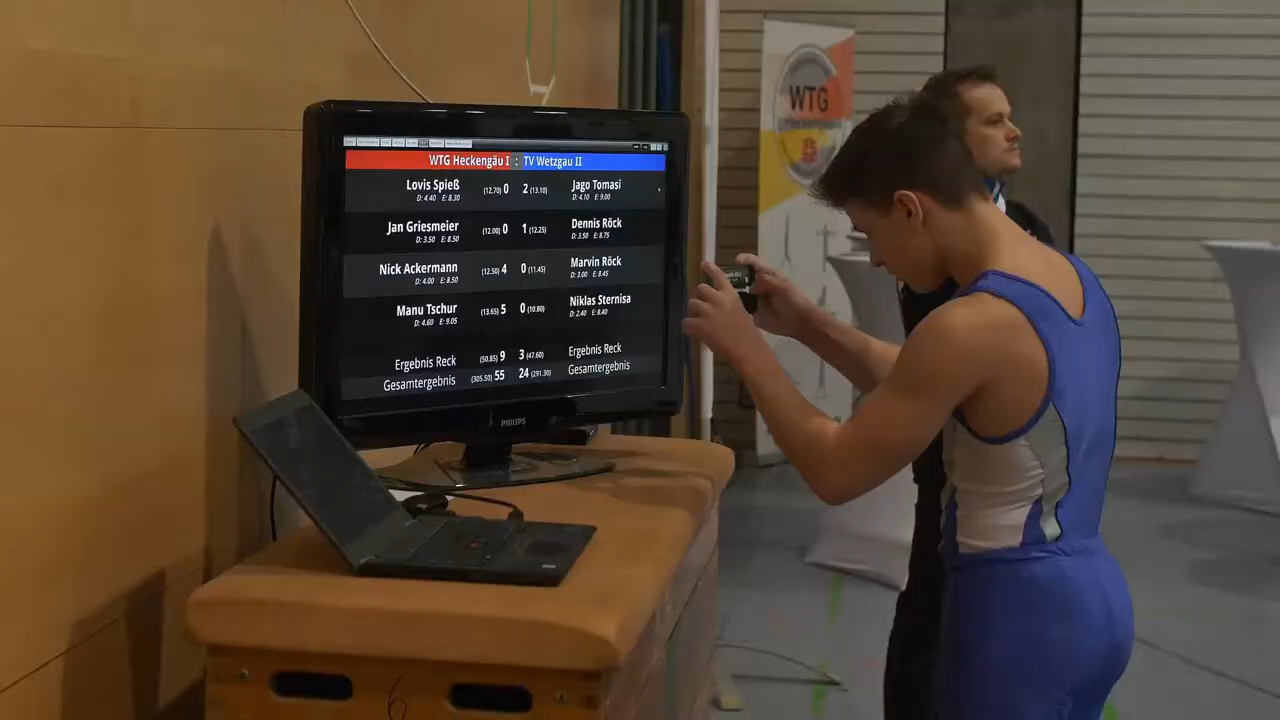 WTG
WTG Heckengäu I : TV Wetzgau II
Lovis Spieß (12.70) 0 2 (13.10) Jago Tomasi
D: 4.40 E: 8.30 D: 4.10 E: 9.00
Jan Griesmeier (12.00) 0 1 (12.25) Dennis Röck
D: 3.50 E: 8.50 D: 3.50 E: 8.75
Nick Ackermann (12.50) 4 0 (11.45) Marvin Röck
D: 4.00 E: 8.50 D: 3.00 E: 8.45
Manu Tschur (13.65) 5 0 (10.80) Niklas Sternisa
D: 4.60 E: 9.05 D: 2.40 E: 8.40
Ergebnis Reck (50.85) 9 3 (47.60) Ergebnis Reck
Gesamtergebnis (305.50) 55 24 (291.30) Gesamtergebnis
PHILIPS
6